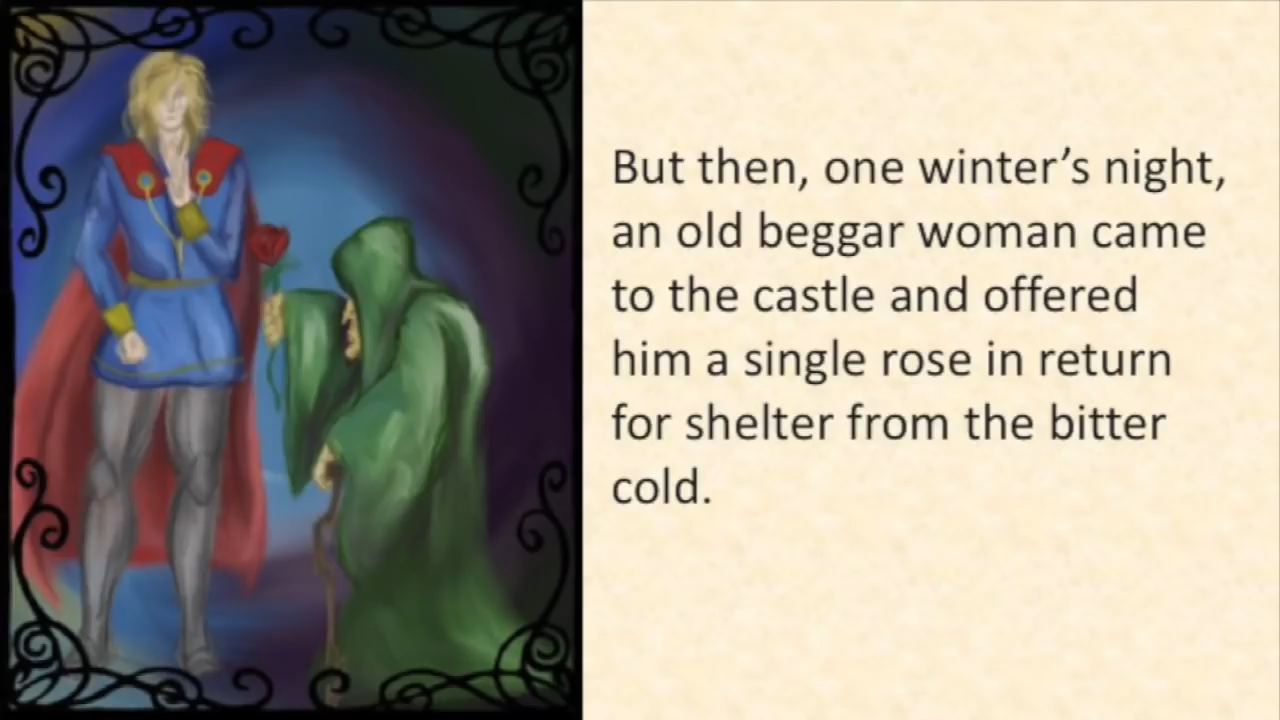 But then, one winter’s night,
an old beggar woman came
to the castle and offered
him a single rose in return
for shelter from the bitter
cold.